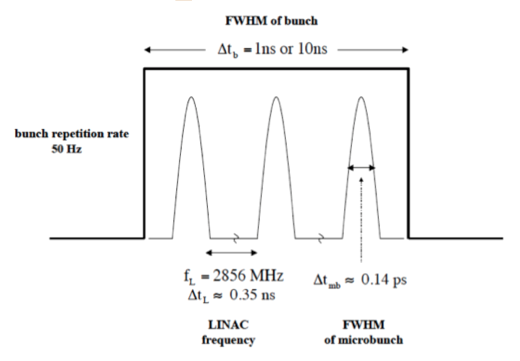 FWHM of bunch
Δt_b = 1ns or 10ns
bunch repetition rate
50 Hz
f_L = 2856 MHz
Δt_L ≈ 0.35 ns
Δt_mb ≈ 0.14 ps
LINAC
frequency
FWHM
of microbunch